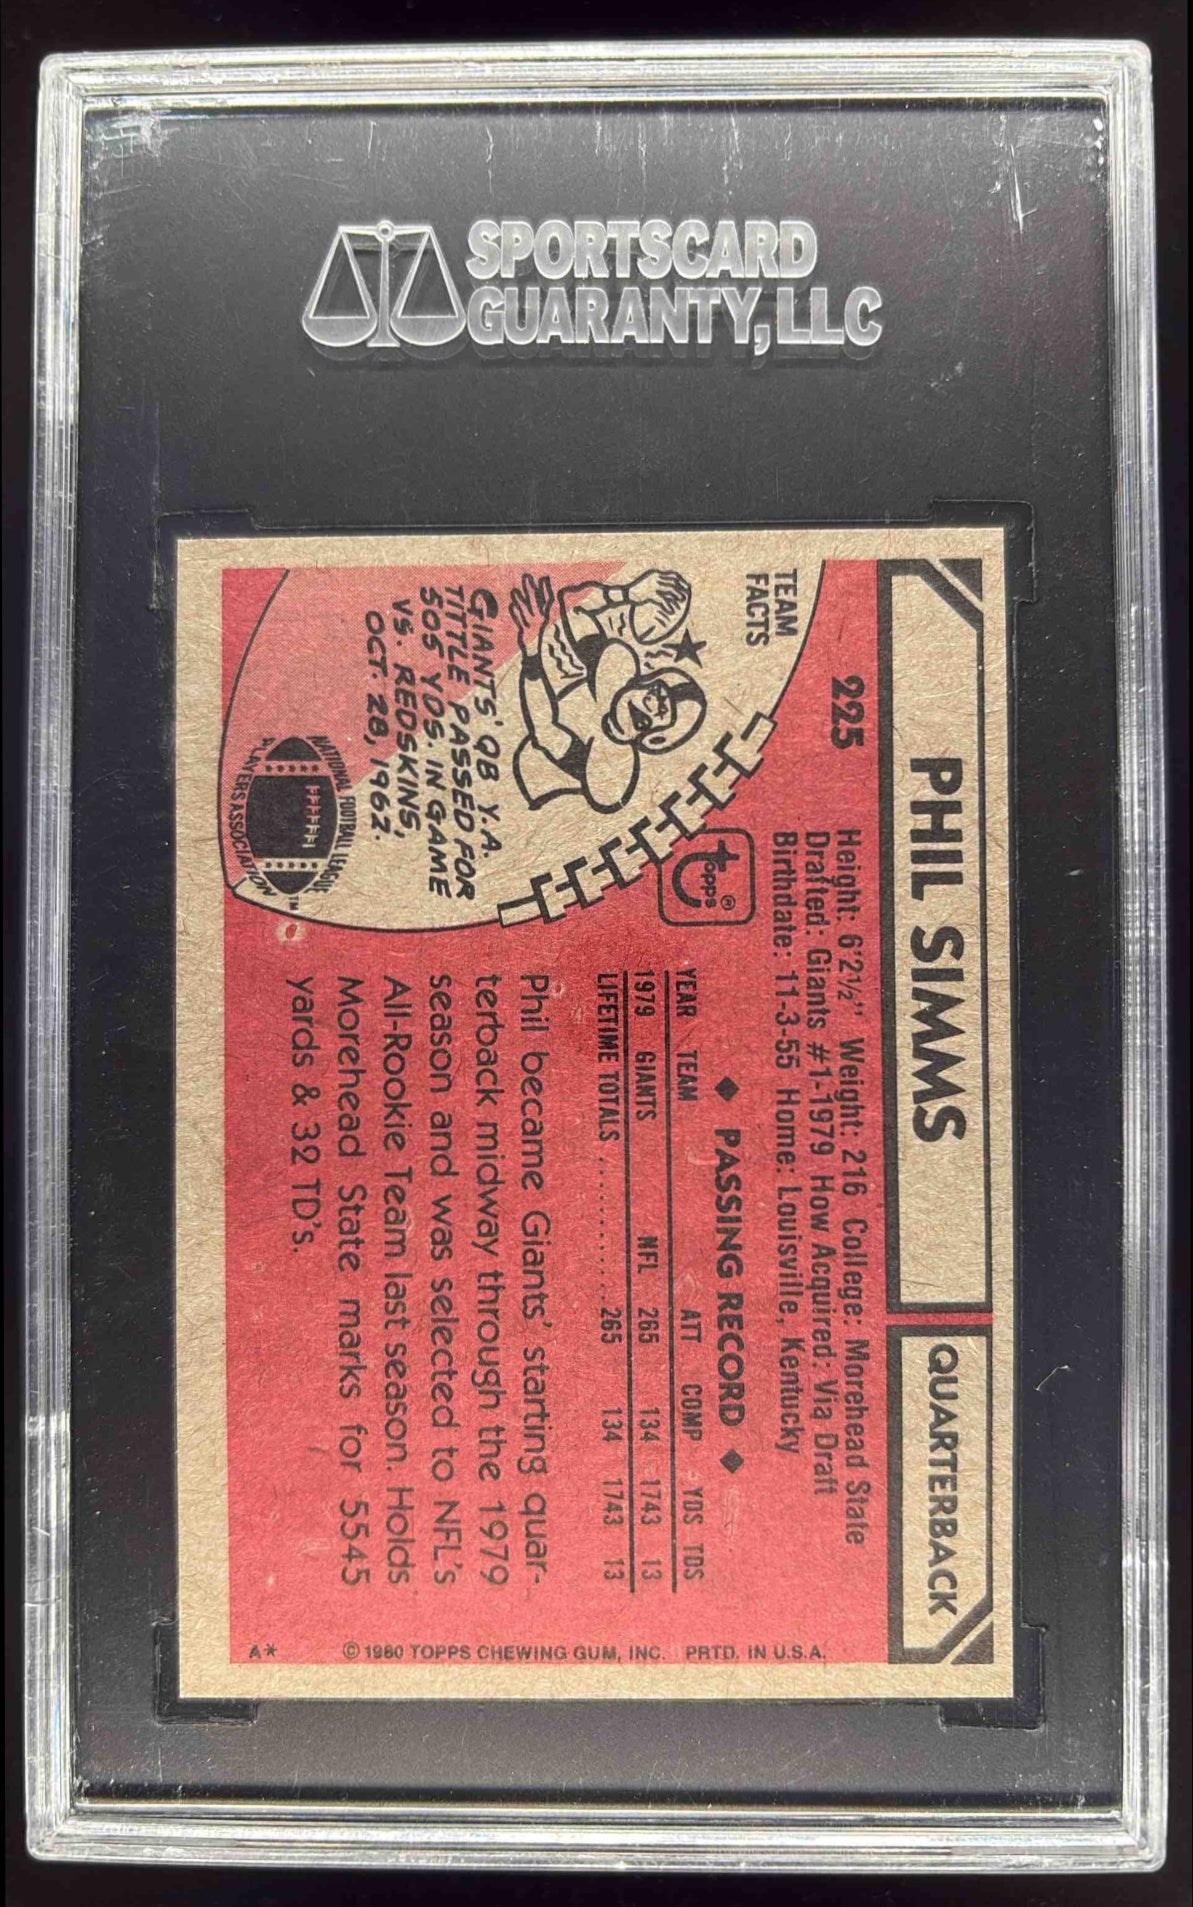 SPORTSCARD
GUARANTY, LLC
PHIL SIMMS
QUARTERBACK
225
Height: 6'2½" Weight: 216 College: Morehead State
Drafted: Giants #1-1979 How Acquired: Via Draft
Birthdate: 11-3-55 Home: Louisville, Kentucky
topps®
TEAM
FACTS
GIANTS' QB Y.A.
TITTLE PASSED FOR
505 YDS. IN GAME
VS. REDSKINS,
OCT. 28, 1962.
NATIONAL FOOTBALL LEAGUE
PLAYERS ASSOCIATION™
◆ PASSING RECORD ◆
YEAR TEAM ATT COMP YDS TDS
1979 GIANTS NFL 265 134 1743 13
LIFETIME TOTALS ............... 265 134 1743 13
Phil became Giants' starting quar-
terback midway through the 1979
season and was selected to NFL's
All-Rookie Team last season. Holds
Morehead State marks for 5545
yards & 32 TD's.
A* © 1980 TOPPS CHEWING GUM, INC. PRTD. IN U.S.A.